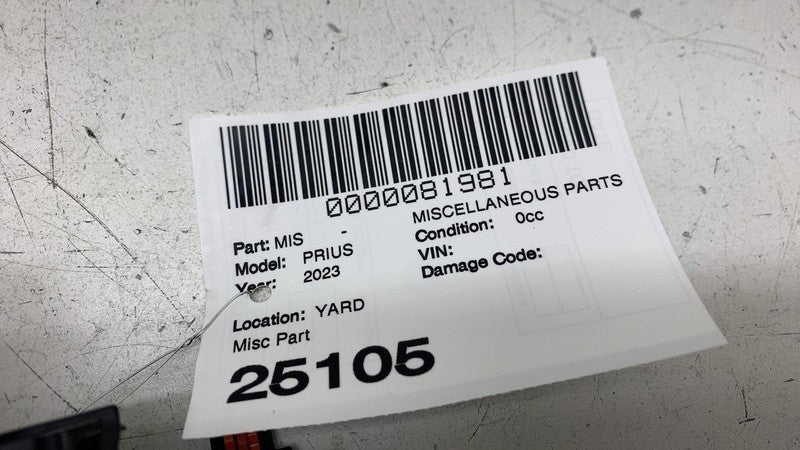 0000081981
Part: MIS - MISCELLANEOUS PARTS
Model: PRIUS Condition: 0cc
Year: 2023 VIN:
Damage Code:
Location: YARD
Misc Part
25105